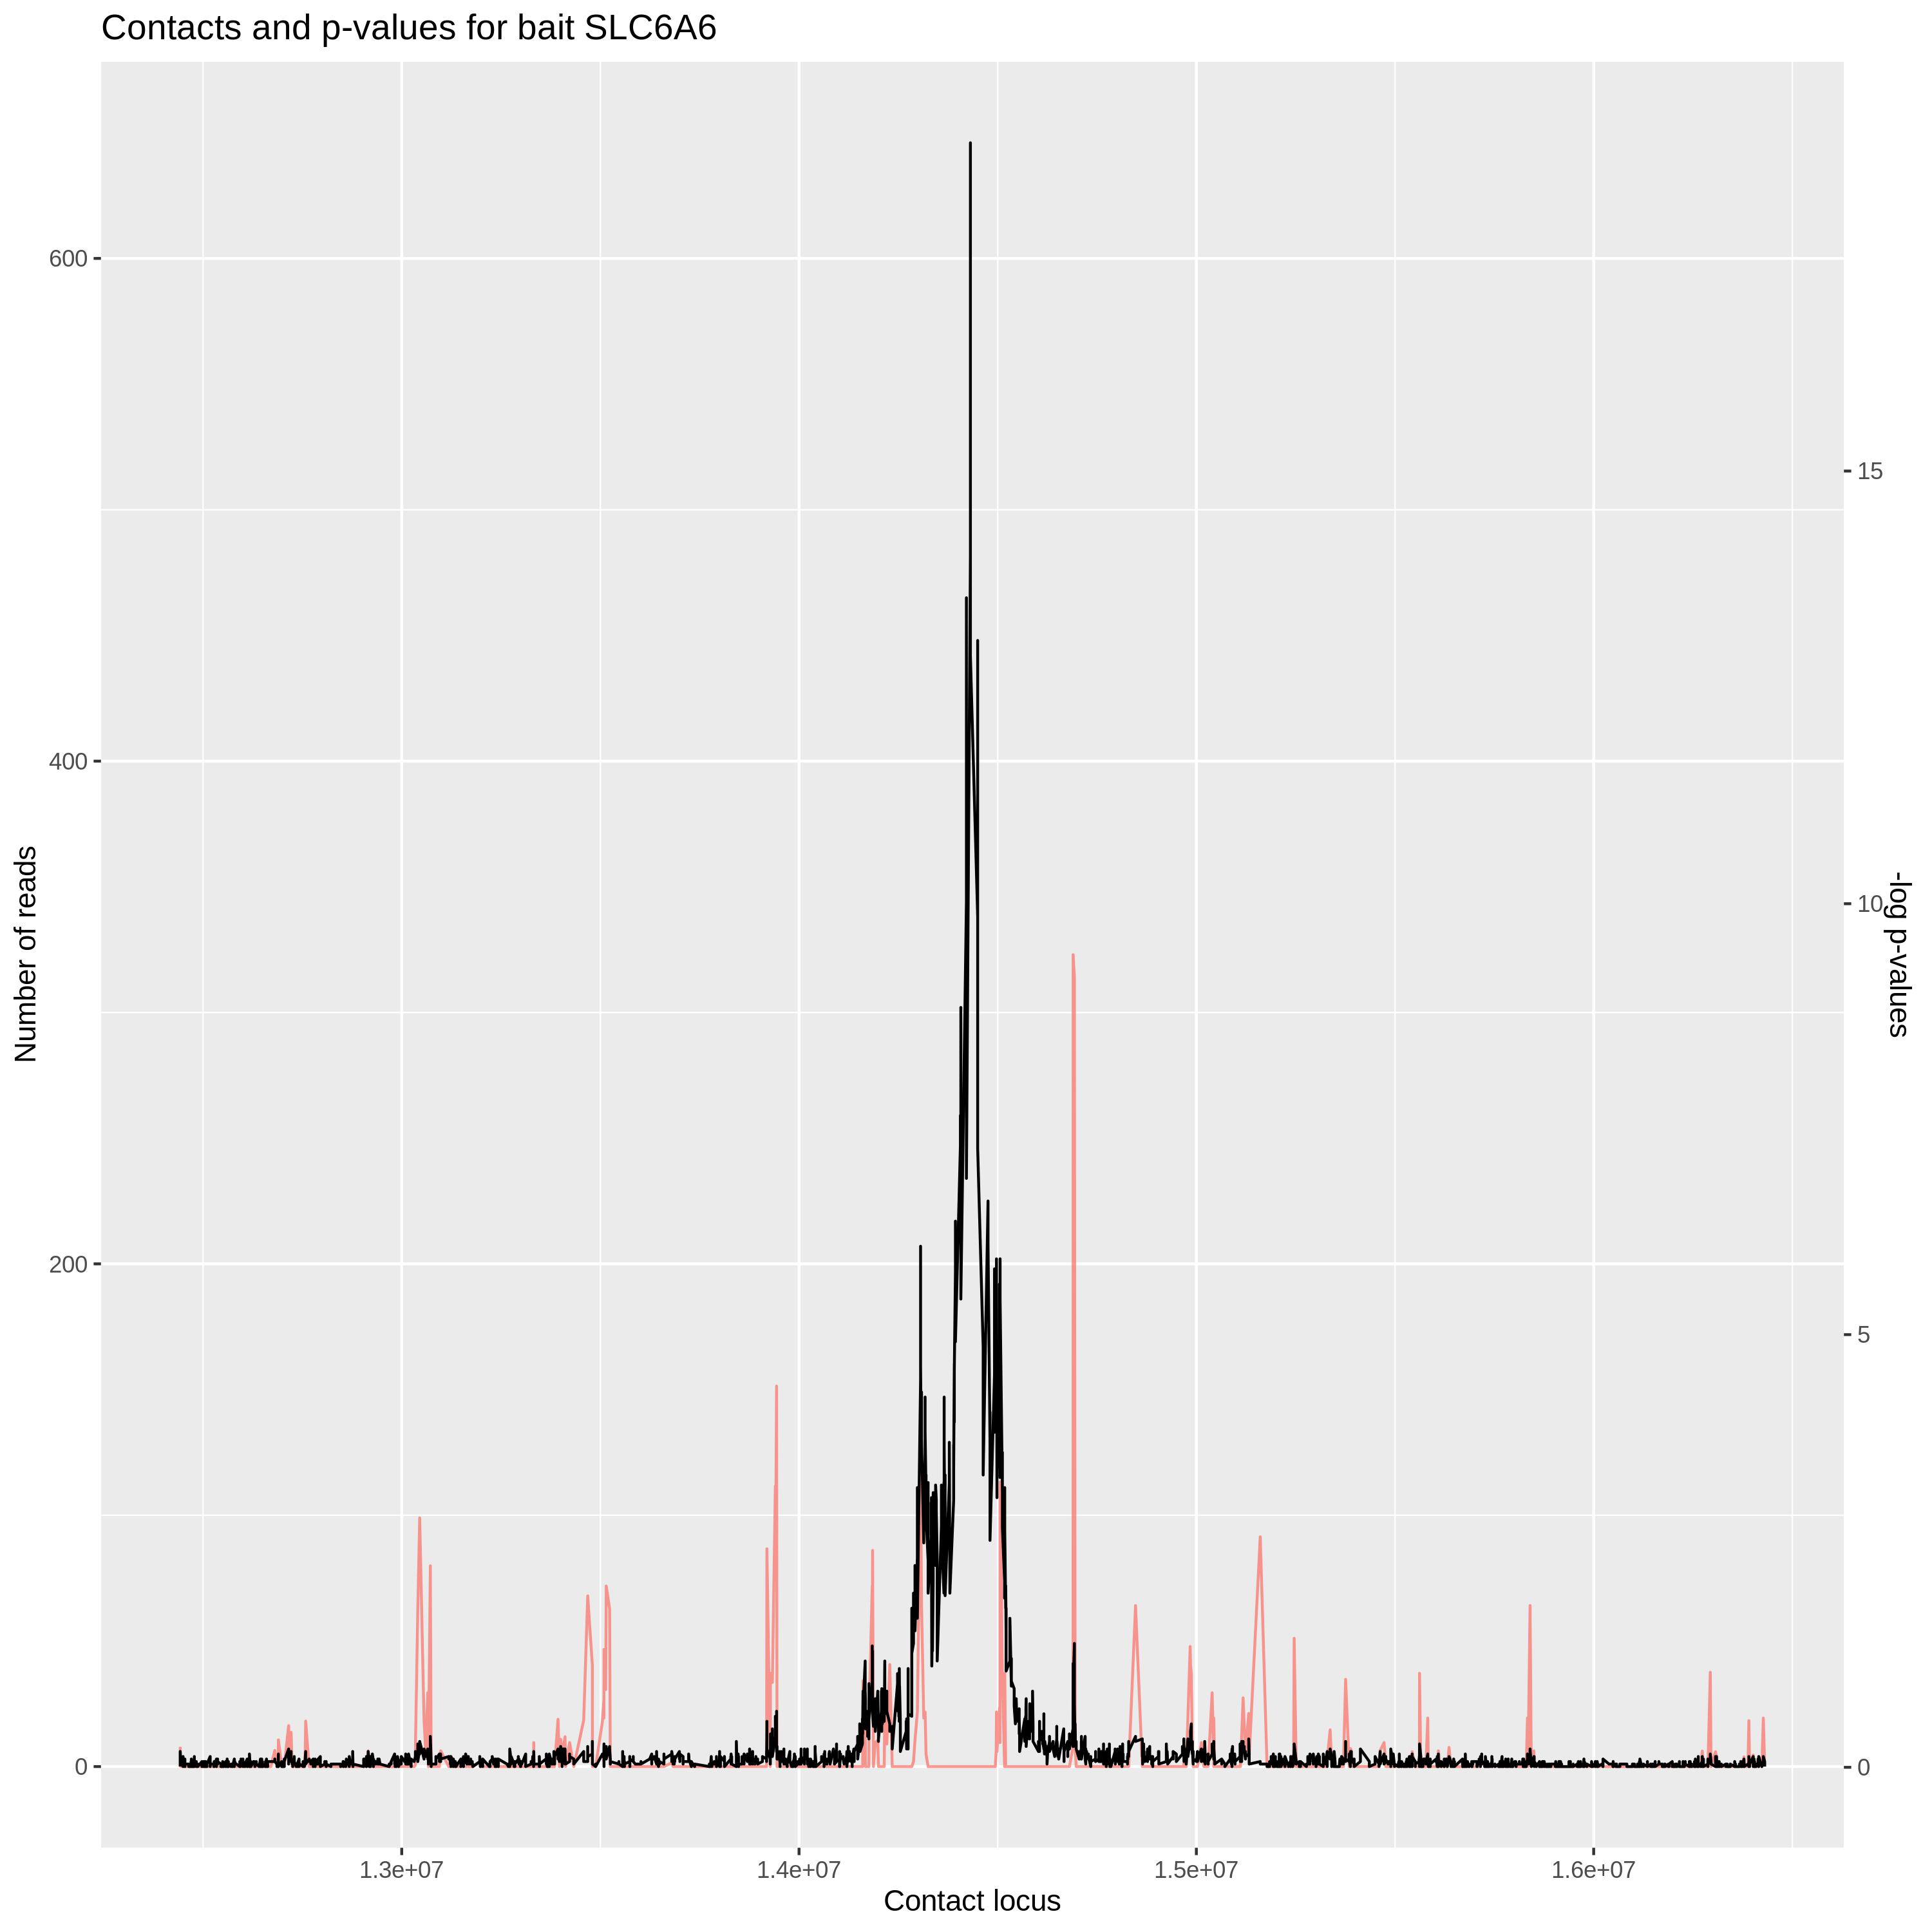 Contacts and p-values for bait SLC6A6
600
400
200
0
Number of reads
15
10
5
0
-log p-values
1.3e+07
1.4e+07
1.5e+07
1.6e+07
Contact locus